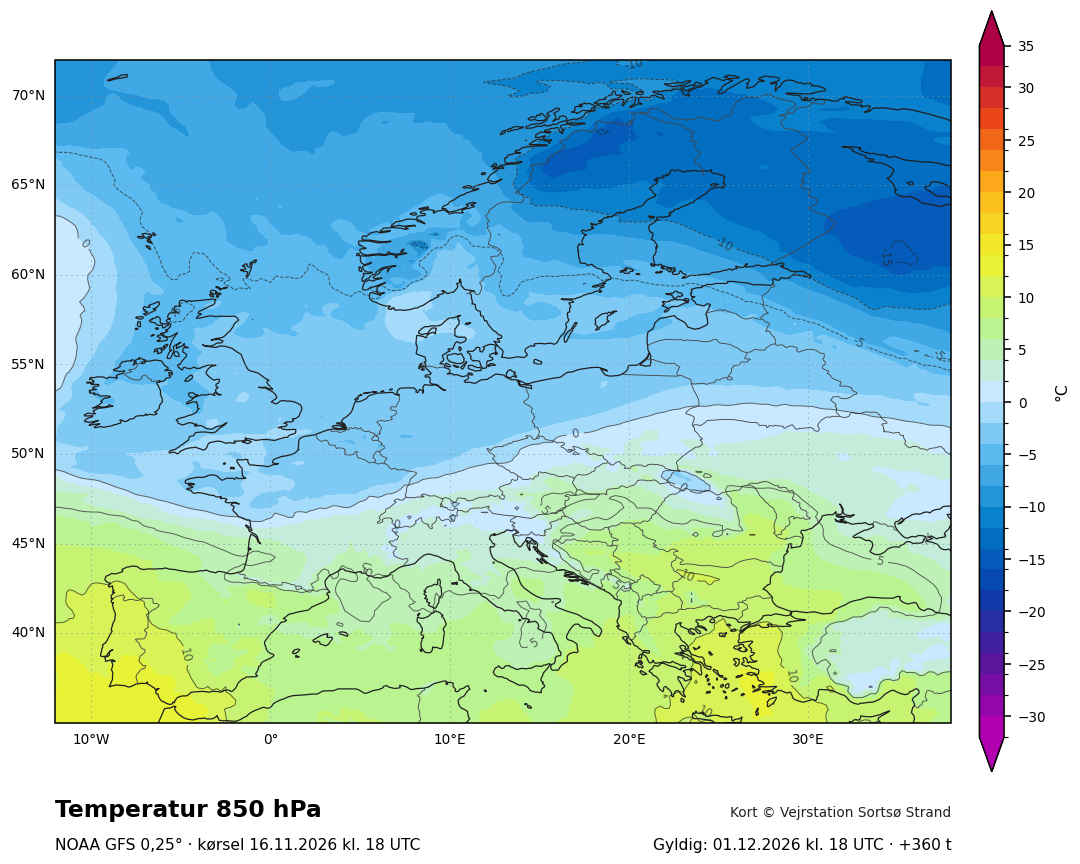 70°N
65°N
60°N
55°N
50°N
45°N
40°N
10°W 0° 10°E 20°E 30°E
35
30
25
20
15
10
5
0
−5
−10
−15
−20
−25
−30
°C
Temperatur 850 hPa
Kort © Vejrstation Sortsø Strand
NOAA GFS 0,25° · kørsel 16.11.2026 kl. 18 UTC
Gyldig: 01.12.2026 kl. 18 UTC · +360 t